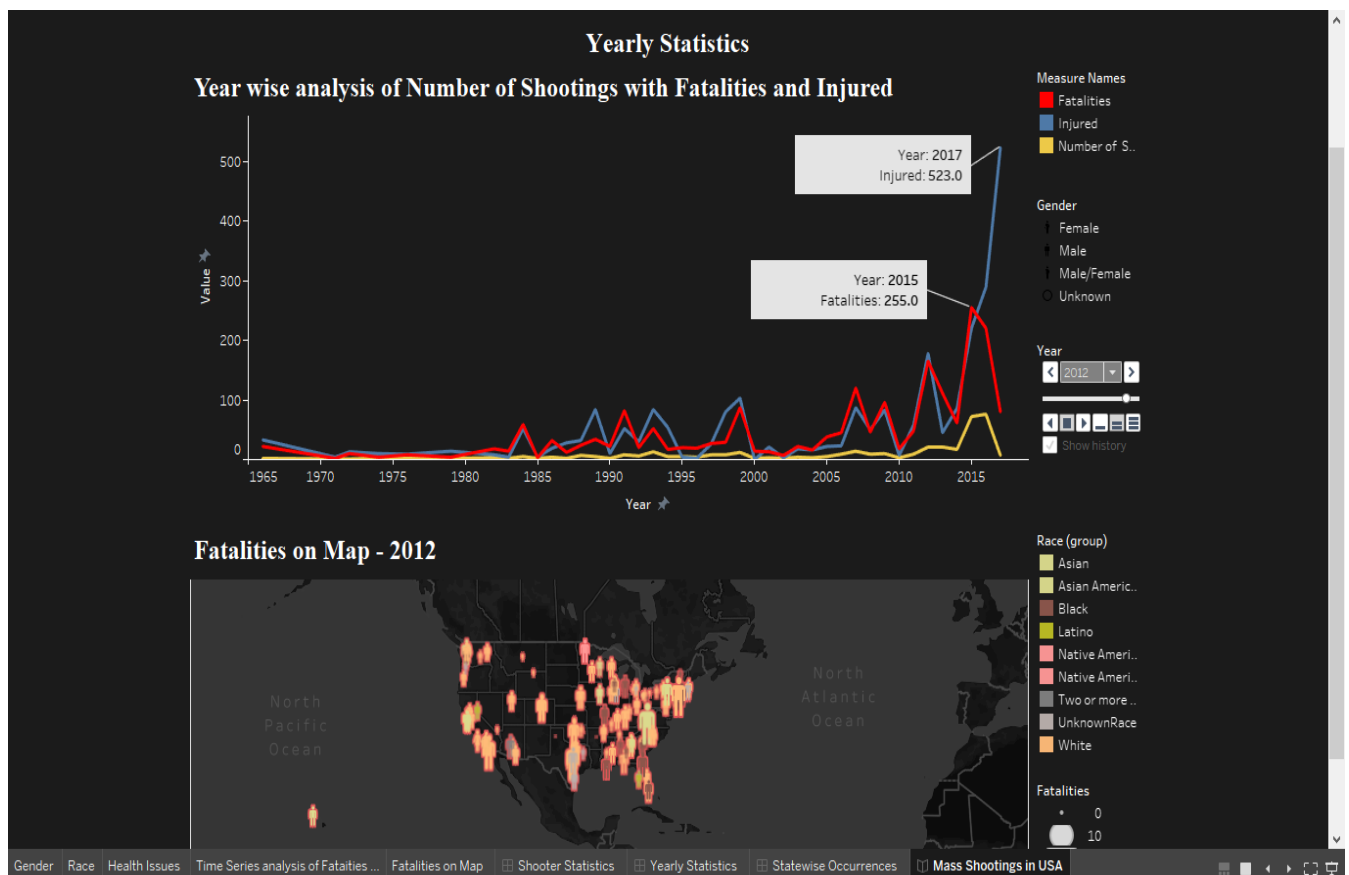 Yearly Statistics
Year wise analysis of Number of Shootings with Fatalities and Injured
Value
500
400
300
200
100
0
Year: 2017
Injured: 523.0
Year: 2015
Fatalities: 255.0
1965 1970 1975 1980 1985 1990 1995 2000 2005 2010 2015
Year
Measure Names
Fatalities
Injured
Number of S..
Gender
Female
Male
Male/Female
Unknown
Year
2012
Show history
Fatalities on Map - 2012
North
Pacific
Ocean
North
Atlantic
Ocean
Race (group)
Asian
Asian Americ..
Black
Latino
Native Ameri..
Native Ameri..
Two or more ..
UnknownRace
White
Fatalities
0
10
Gender Race Health Issues Time Series analysis of Fataities ... Fatalities on Map Shooter Statistics Yearly Statistics Statewise Occurrences Mass Shootings in USA